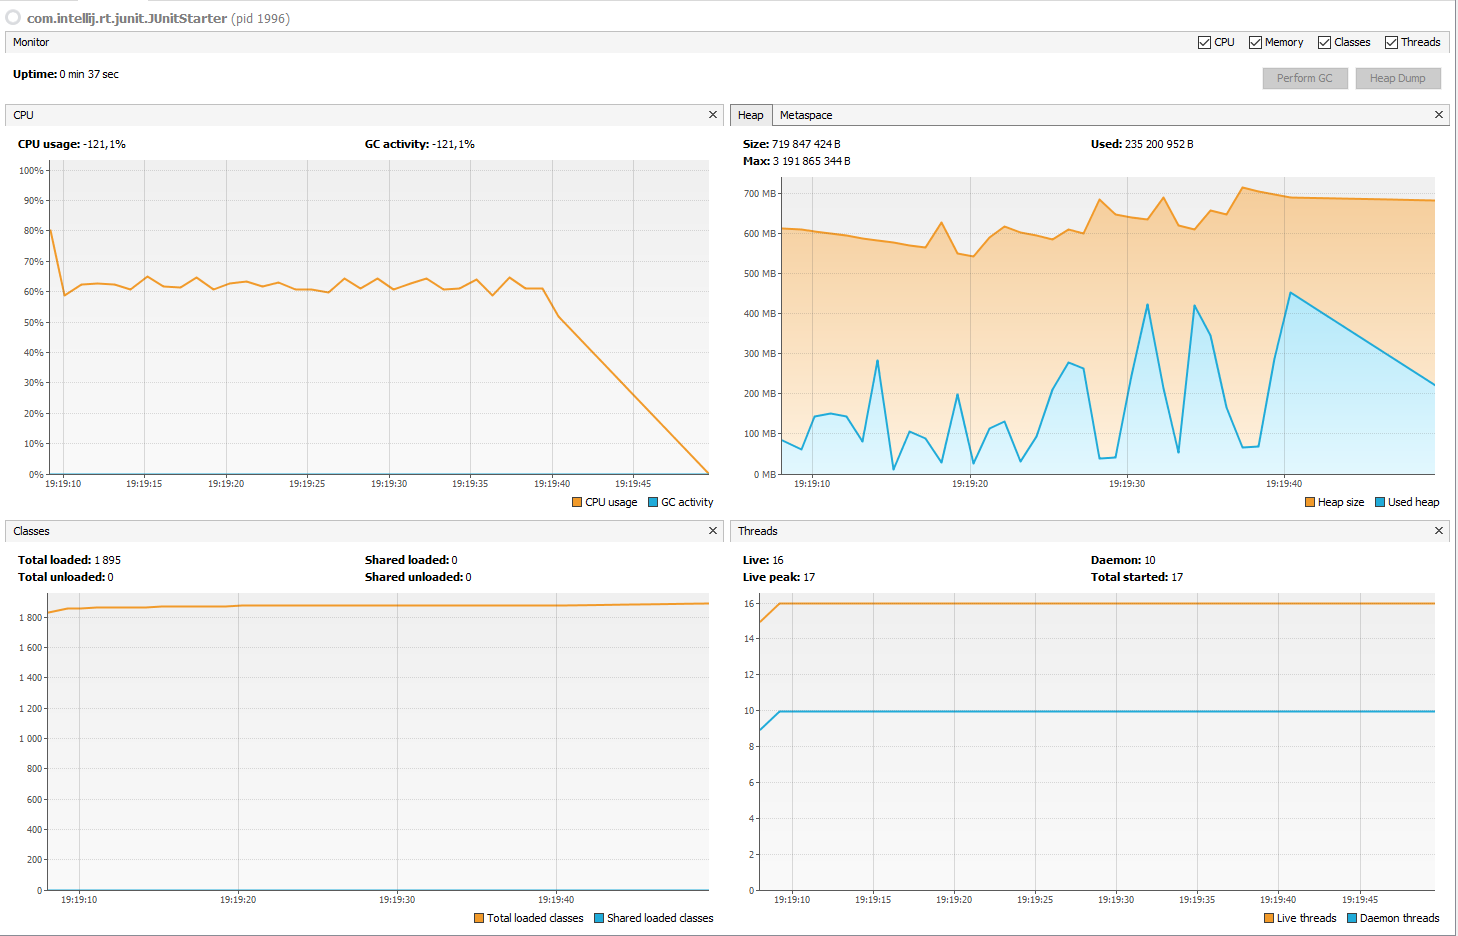 com.intellij.rt.junit.JUnitStarter (pid 1996)
Monitor
CPU Memory Classes Threads
Uptime: 0 min 37 sec
Perform GC Heap Dump
CPU
CPU usage: -121,1% GC activity: -121,1%
100%
90%
80%
70%
60%
50%
40%
30%
20%
10%
0%
19:19:10 19:19:15 19:19:20 19:19:25 19:19:30 19:19:35 19:19:40 19:19:45
CPU usage GC activity
Heap Metaspace
Size: 719 847 424 B Used: 235 200 952 B
Max: 3 191 865 344 B
700 MB
600 MB
500 MB
400 MB
300 MB
200 MB
100 MB
0 MB
19:19:10 19:19:20 19:19:30 19:19:40
Heap size Used heap
Classes
Total loaded: 1 895 Shared loaded: 0
Total unloaded: 0 Shared unloaded: 0
1 800
1 600
1 400
1 200
1 000
800
600
400
200
0
19:19:10 19:19:20 19:19:30 19:19:40
Total loaded classes Shared loaded classes
Threads
Live: 16 Daemon: 10
Live peak: 17 Total started: 17
16
14
12
10
8
6
4
2
0
19:19:10 19:19:15 19:19:20 19:19:25 19:19:30 19:19:35 19:19:40 19:19:45
Live threads Daemon threads